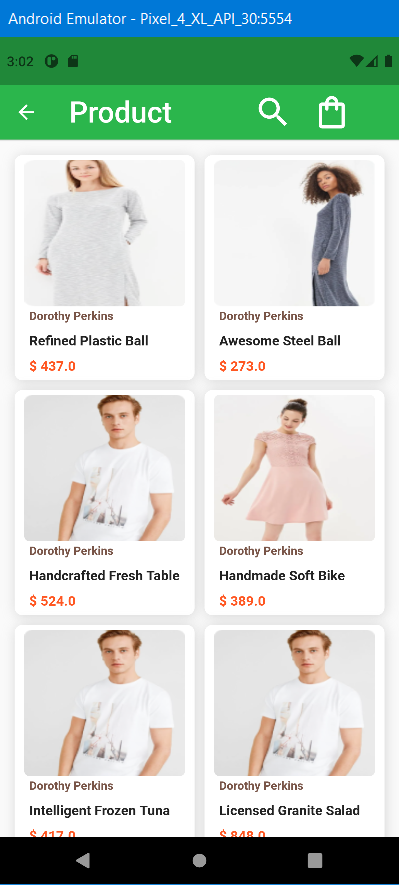 Android Emulator - Pixel_4_XL_API_30:5554
3:02
Product
Dorothy Perkins
Refined Plastic Ball
$ 437.0
Dorothy Perkins
Awesome Steel Ball
$ 273.0
Dorothy Perkins
Handcrafted Fresh Table
$ 524.0
Dorothy Perkins
Handmade Soft Bike
$ 389.0
Dorothy Perkins
Intelligent Frozen Tuna
$ 417.0
Dorothy Perkins
Licensed Granite Salad
$ 848.0